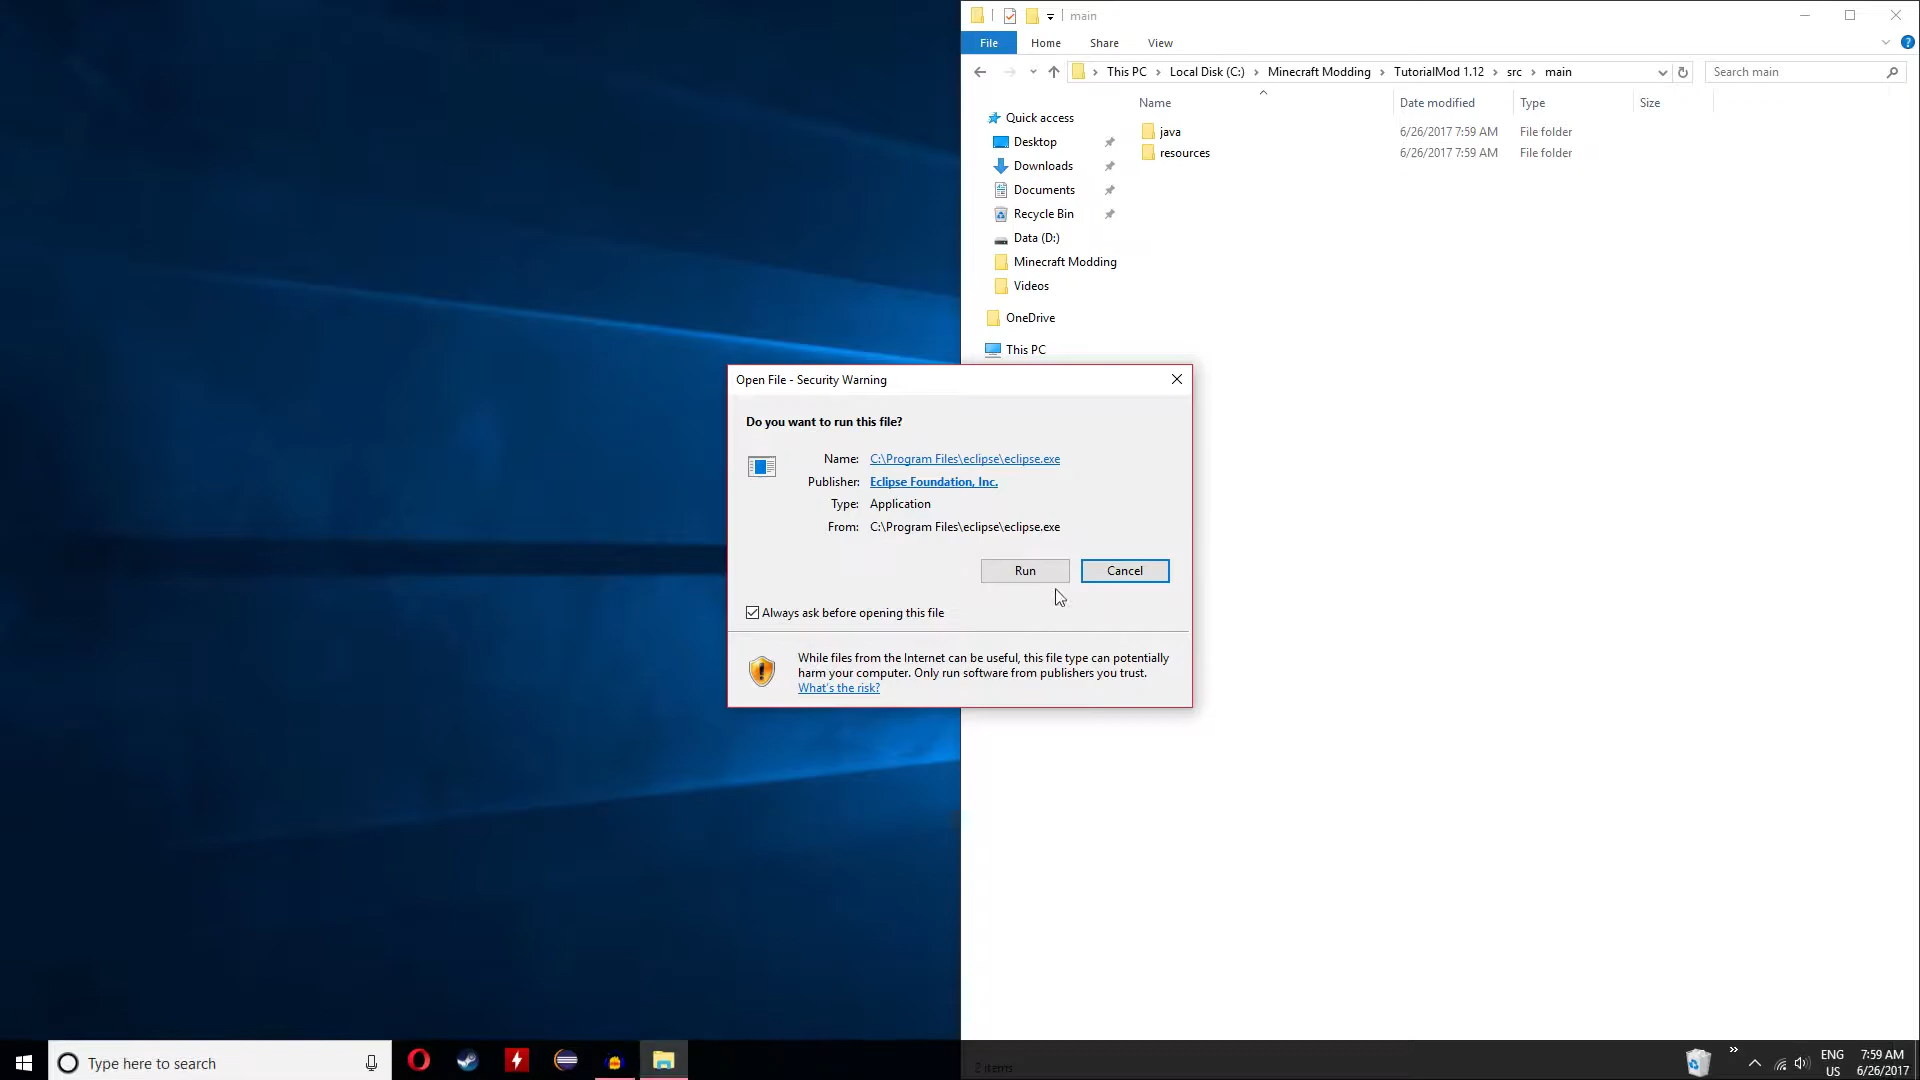 main
File Home Share View
This PC Local Disk (C:) Minecraft Modding TutorialMod 1.12 src main
Search main
Name Date modified Type Size
Quick access
Desktop
Downloads
Documents
Recycle Bin
Data (D:)
Minecraft Modding
Videos
OneDrive
This PC
java 6/26/2017 7:59 AM File folder
resources 6/26/2017 7:59 AM File folder
Open File - Security Warning
Do you want to run this file?
Name: C:\Program Files\eclipse\eclipse.exe
Publisher: Eclipse Foundation, Inc.
Type: Application
From: C:\Program Files\eclipse\eclipse.exe
Run Cancel
Always ask before opening this file
While files from the Internet can be useful, this file type can potentially
harm your computer. Only run software from publishers you trust.
What's the risk?
2 items
Type here to search
ENG
US
7:59 AM
6/26/2017